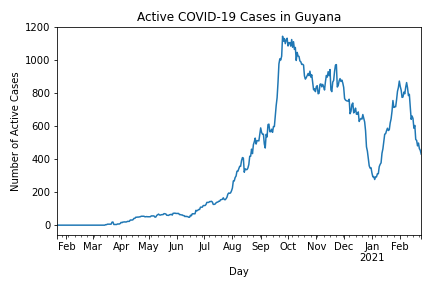 Active COVID-19 Cases in Guyana
Number of Active Cases
1200
1000
800
600
400
200
0
Feb Mar Apr May Jun Jul Aug Sep Oct Nov Dec Jan Feb
2021
Day